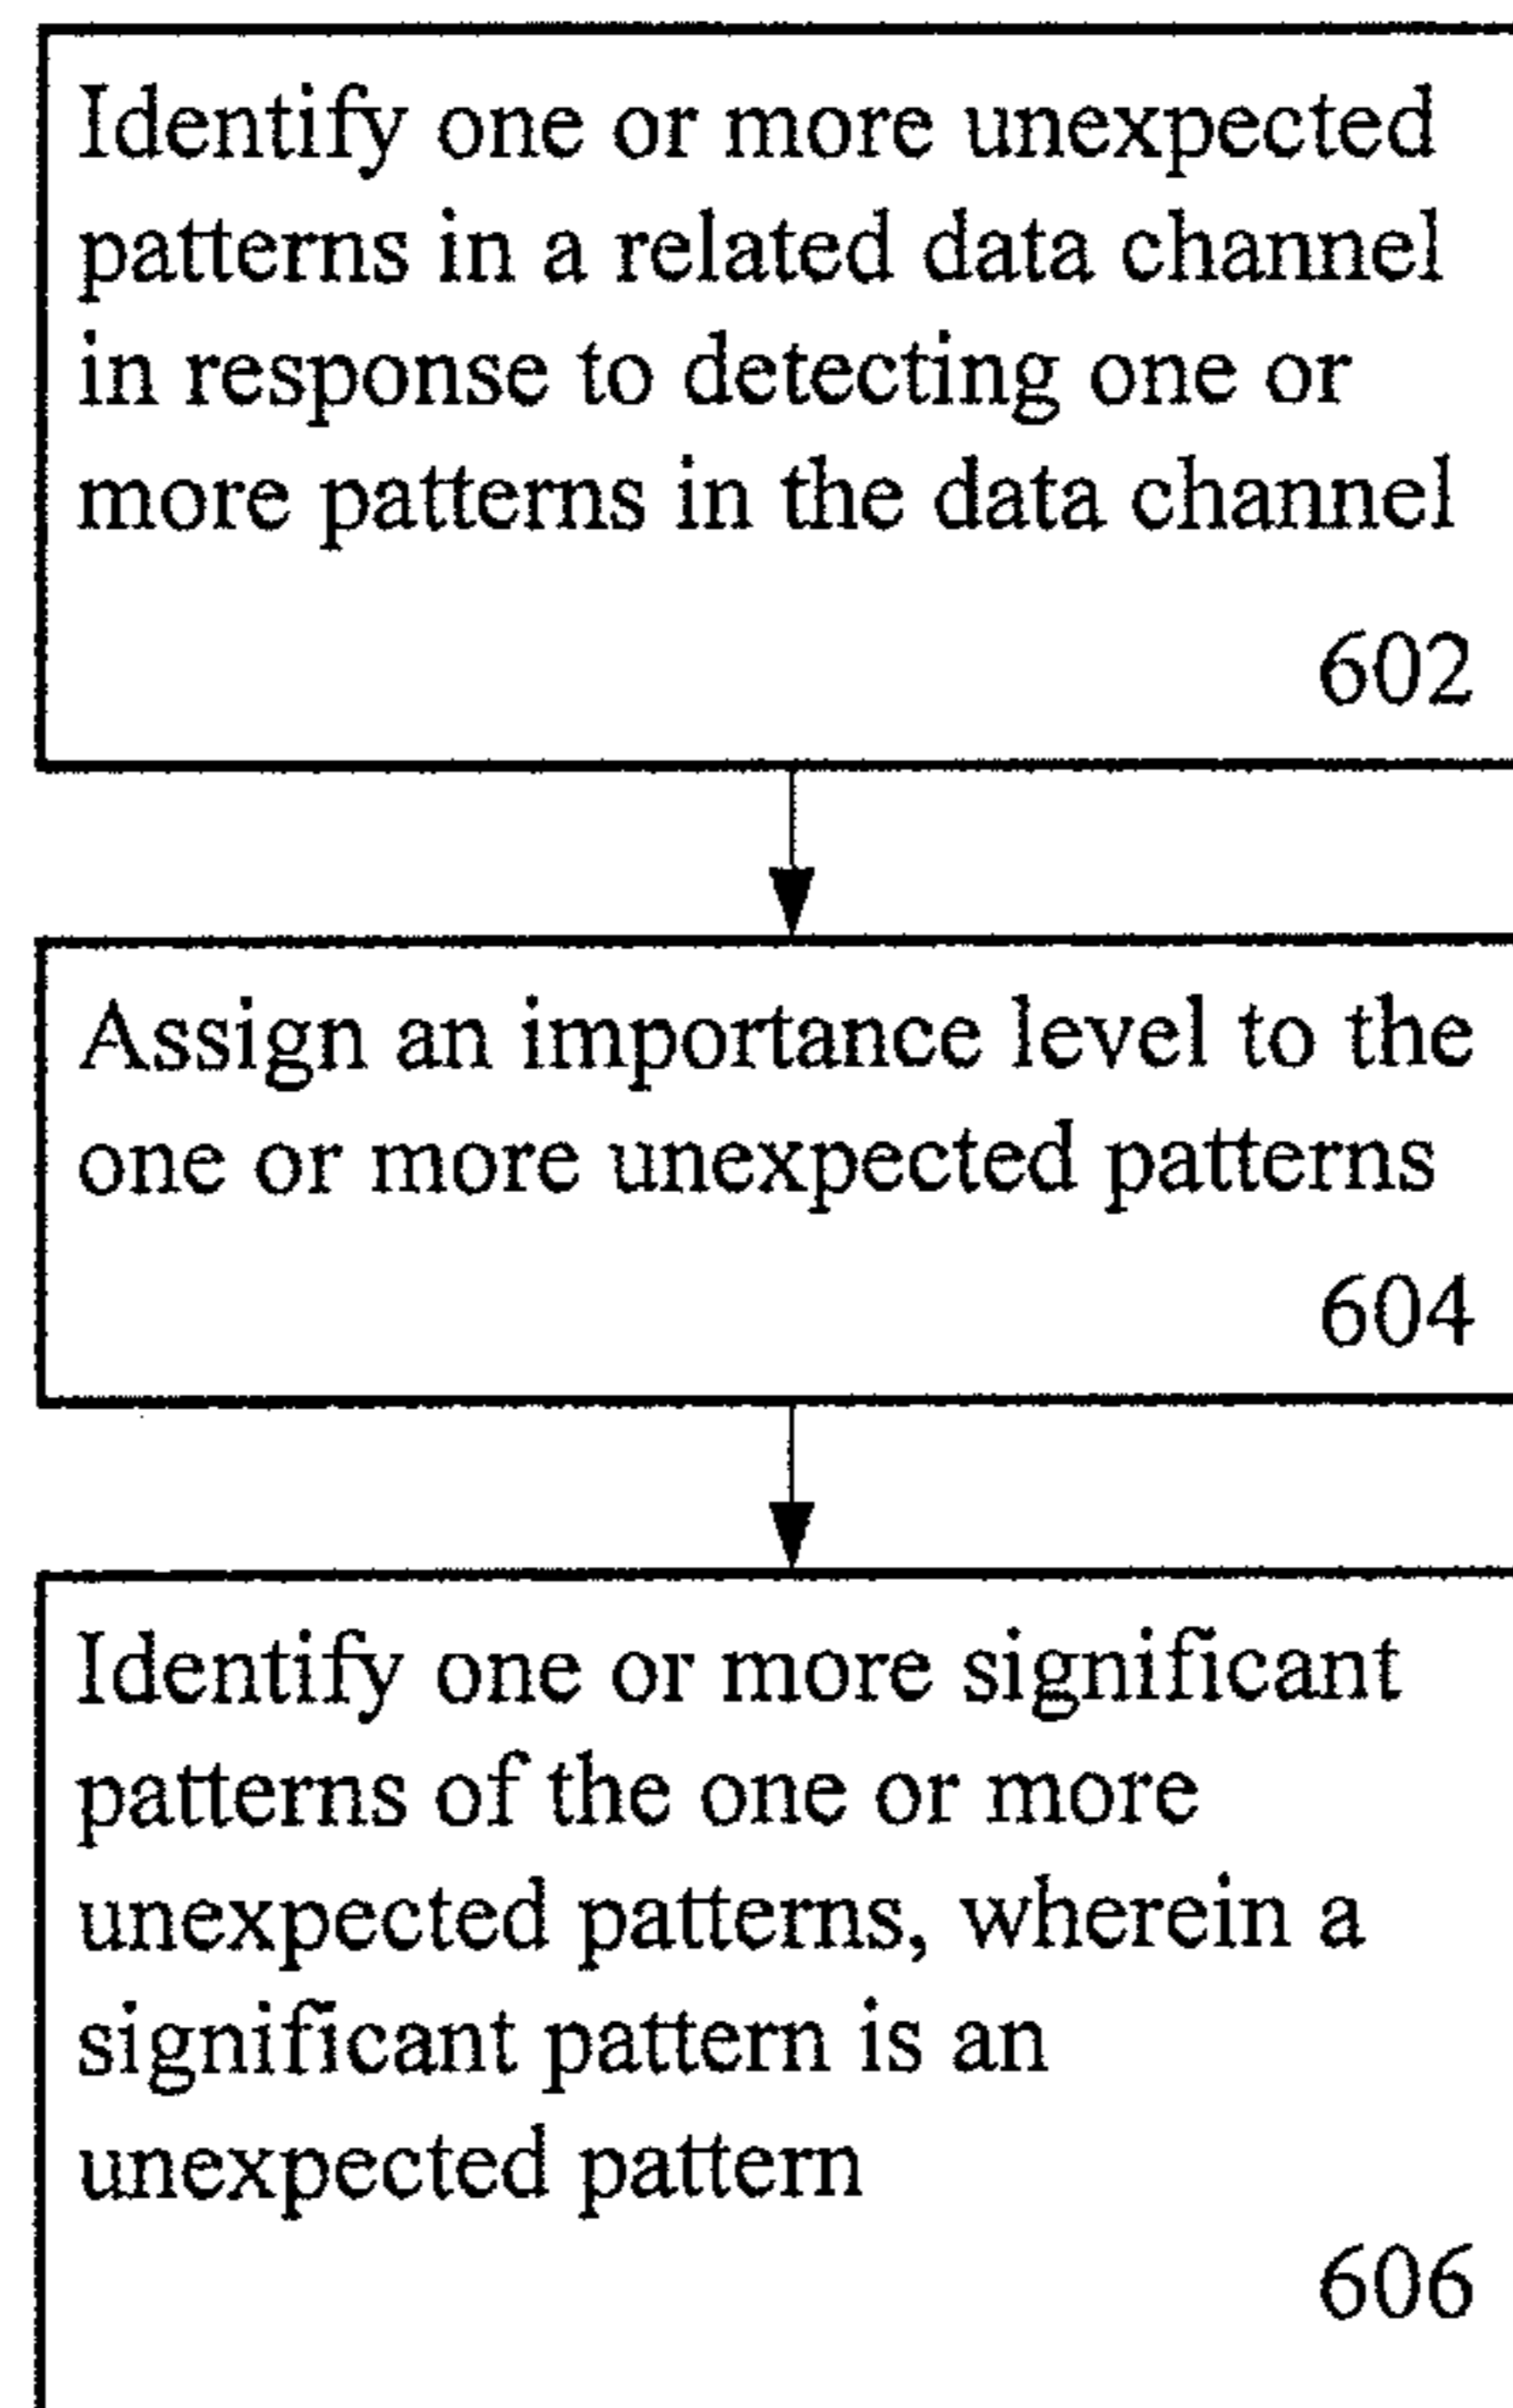 Identify one or more unexpected
patterns in a related data channel
in response to detecting one or
more patterns in the data channel
602
Assign an importance level to the
one or more unexpected patterns
604
Identify one or more significant
patterns of the one or more
unexpected patterns, wherein a
significant pattern is an
unexpected pattern
606